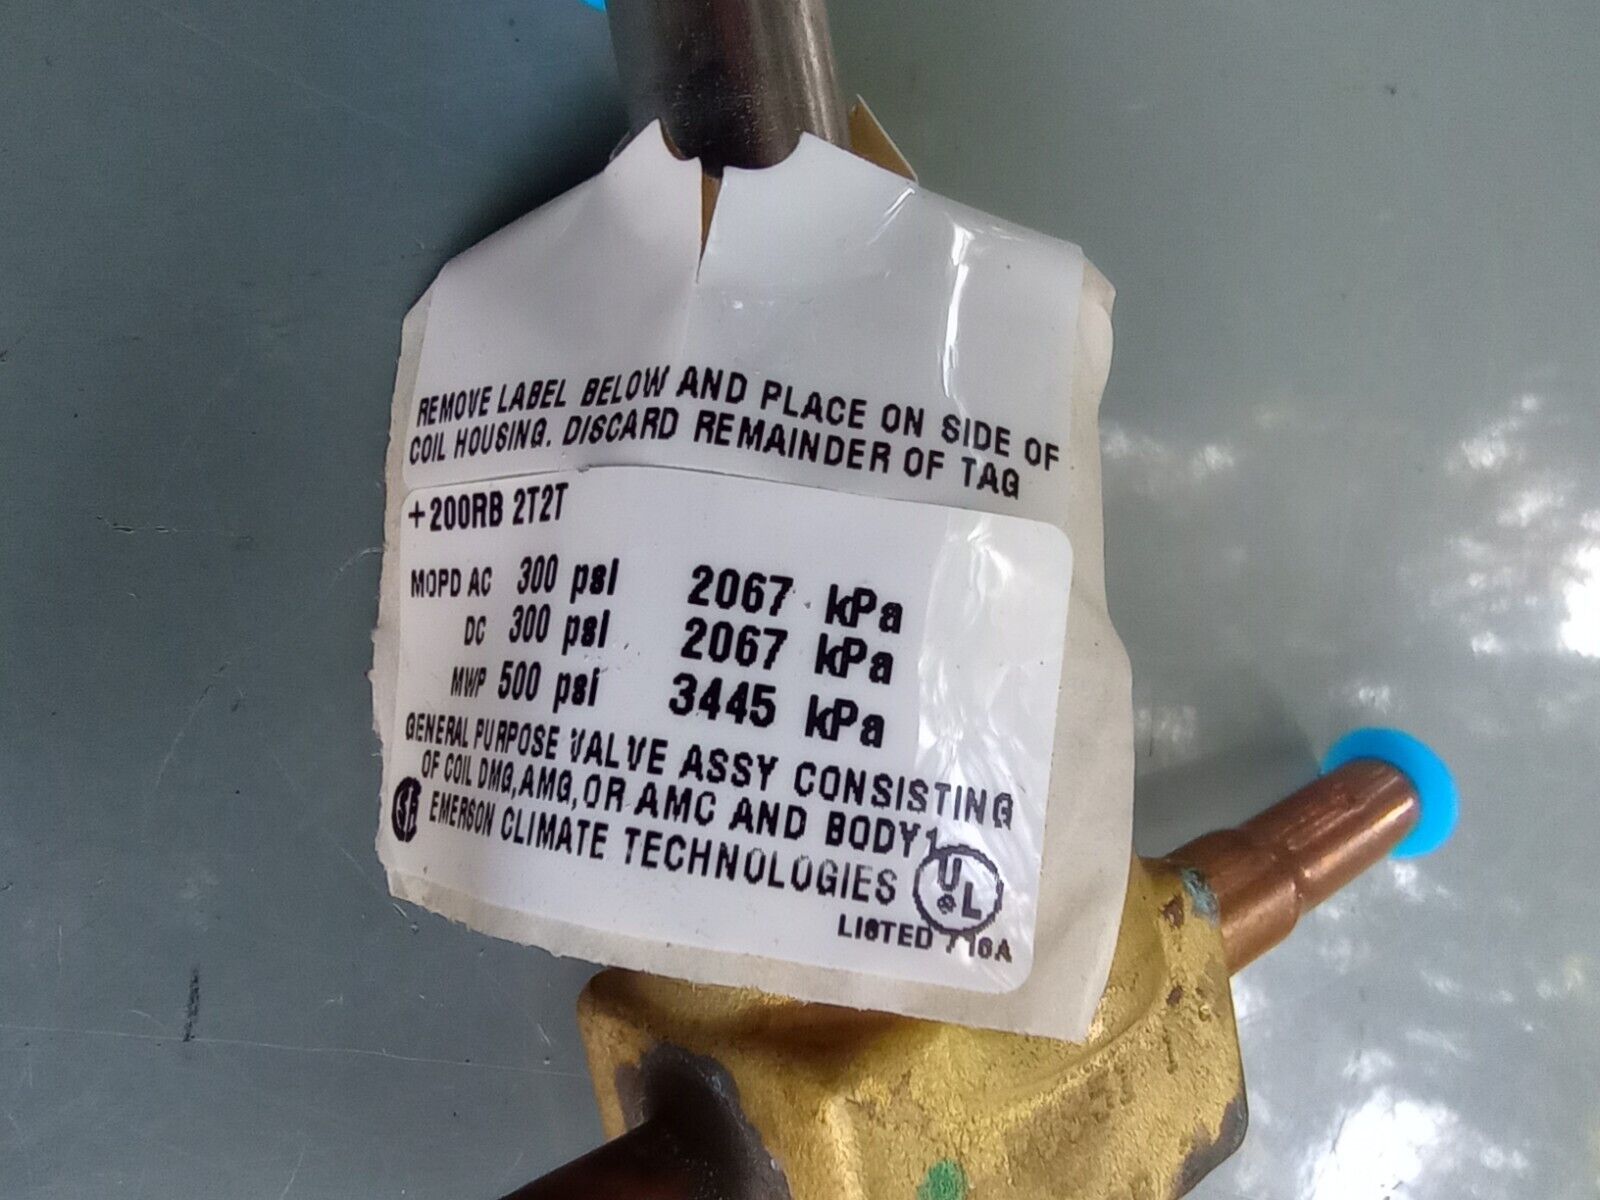 REMOVE LABEL BELOW AND PLACE ON SIDE OF
COIL HOUSING. DISCARD REMAINDER OF TAG
+200RB 2T2T
MOPD AC 300 psi 2067 kPa
DC 300 psi 2067 kPa
MWP 500 psi 3445 kPa
GENERAL PURPOSE VALVE ASSY CONSISTING
OF COIL DMG,AMG,OR AMC AND BODY
EMERSON CLIMATE TECHNOLOGIES
UL
LISTED 716A